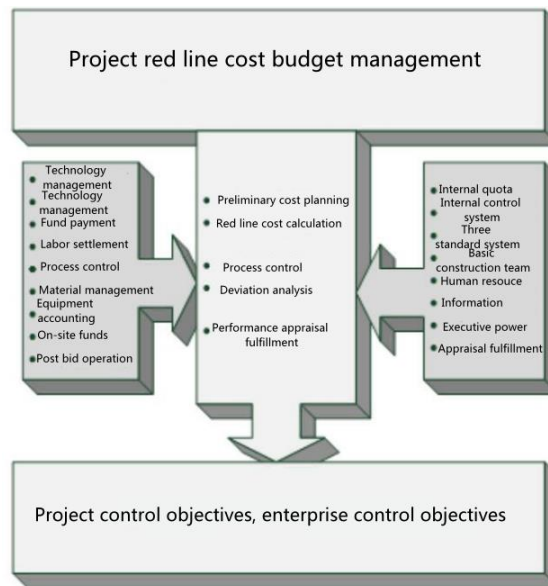 Project red line cost budget management
Technology
management
Technology
management
Fund payment
Labor settlement
Process control
Material management
Equipment
accounting
On-site funds
Post bid operation
Preliminary cost planning
Red line cost calculation
Process control
Deviation analysis
Performance appraisal
fulfillment
Internal quota
Internal control
system
Three
standard system
Basic
construction team
Human resouce
Information
Executive power
Appraisal fulfillment
Project control objectives, enterprise control objectives